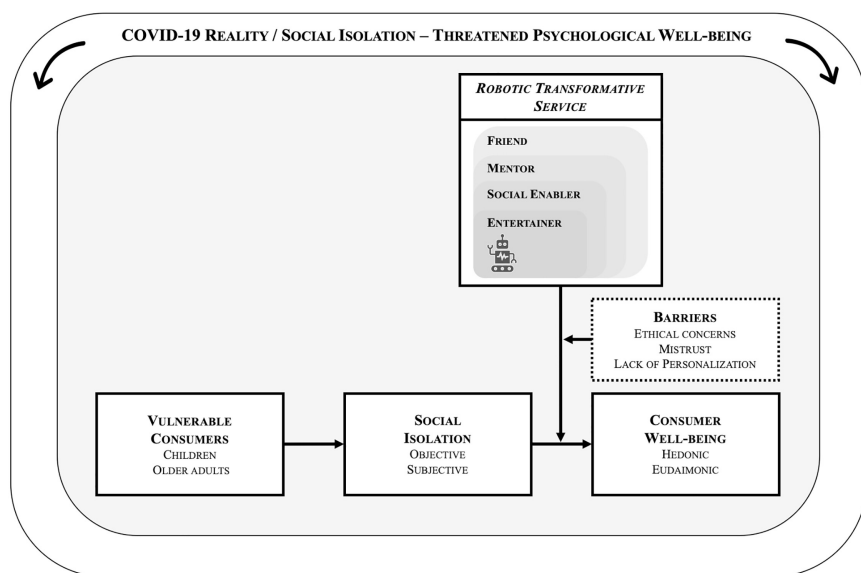 COVID-19 REALITY / SOCIAL ISOLATION – THREATENED PSYCHOLOGICAL WELL-BEING
ROBOTIC TRANSFORMATIVE
SERVICE
FRIEND
MENTOR
SOCIAL ENABLER
ENTERTAINER
BARRIERS
ETHICAL CONCERNS
MISTRUST
LACK OF PERSONALIZATION
VULNERABLE
CONSUMERS
CHILDREN
OLDER ADULTS
SOCIAL
ISOLATION
OBJECTIVE
SUBJECTIVE
CONSUMER
WELL-BEING
HEDONIC
EUDAIMONIC